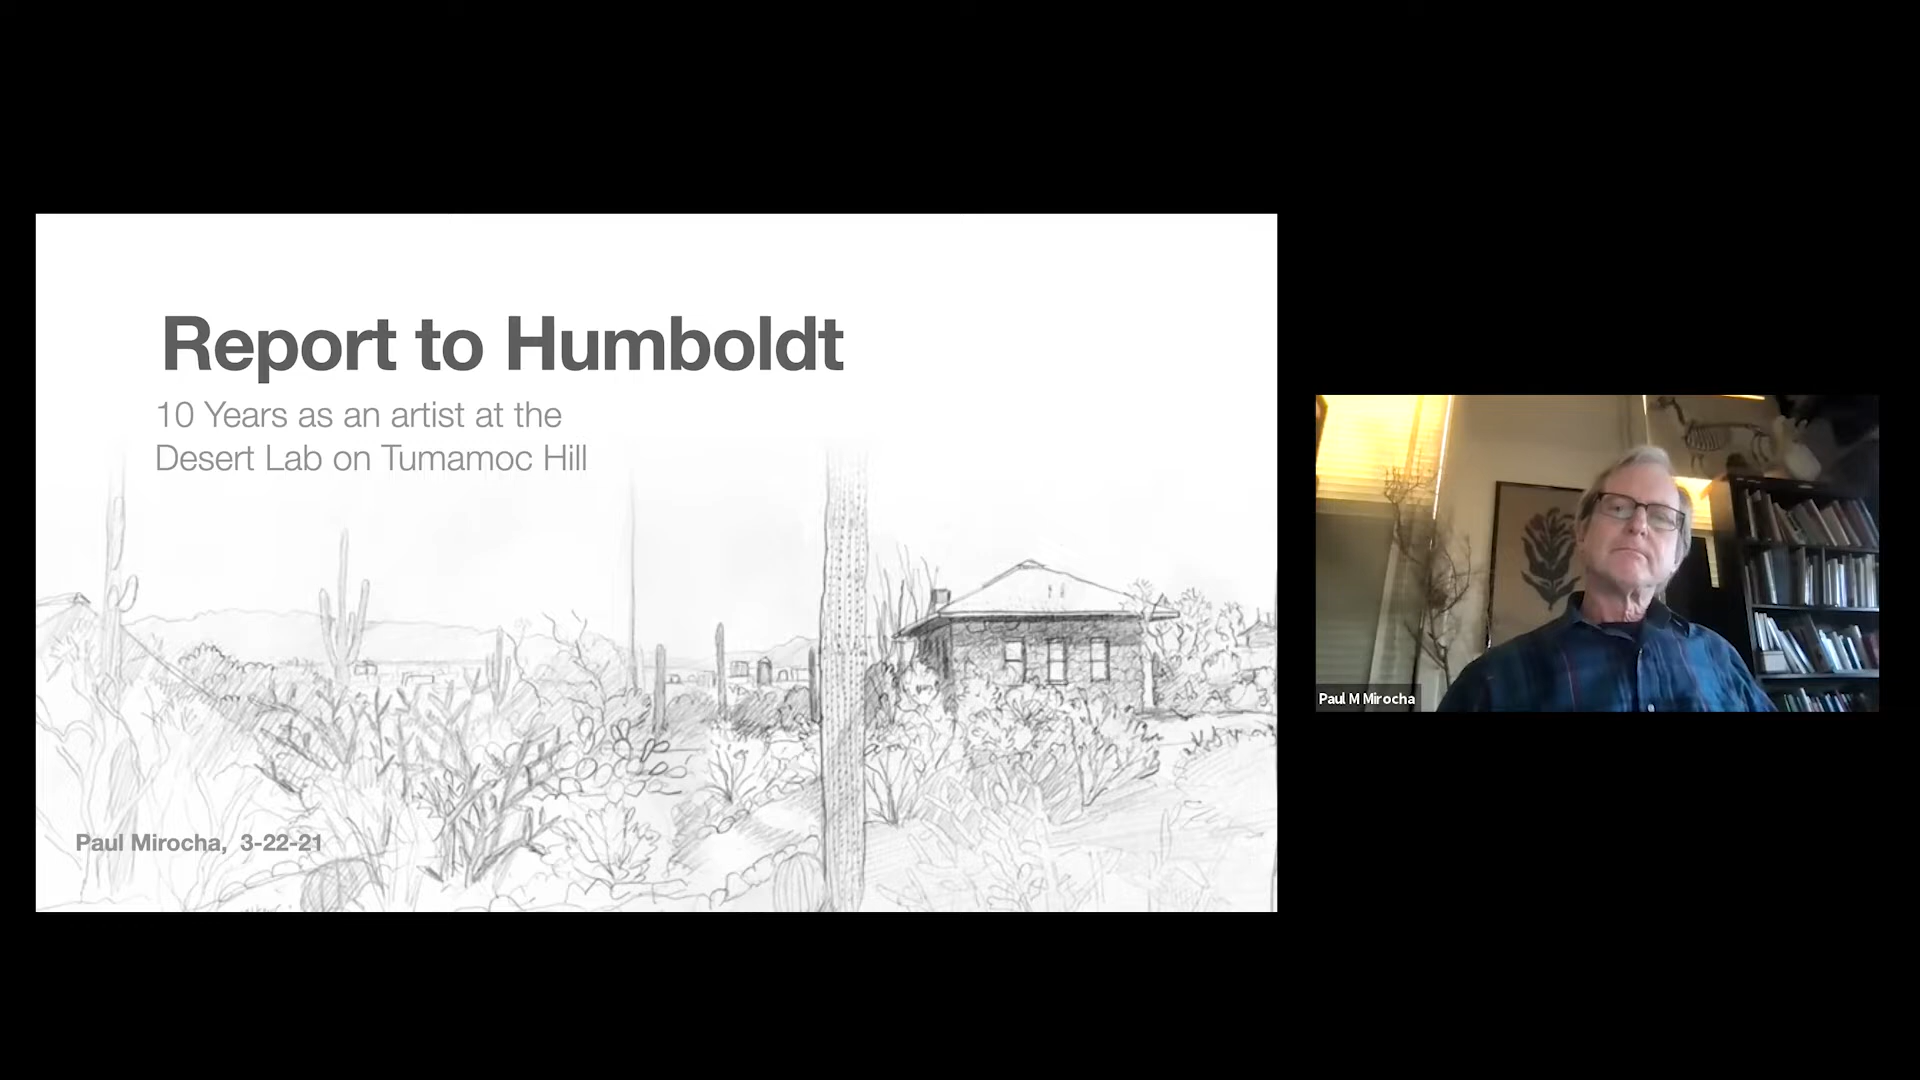 Report to Humboldt
10 Years as an artist at the
Desert Lab on Tumamoc Hill
Paul Mirocha, 3-22-21
Paul M Mirocha